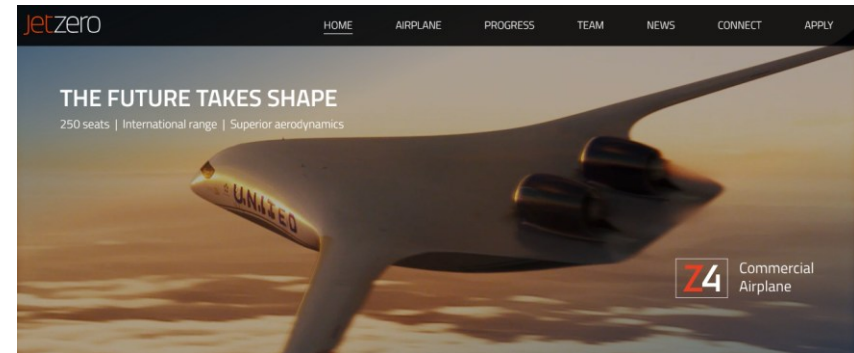 Jetzero
HOME AIRPLANE PROGRESS TEAM NEWS CONNECT APPLY
THE FUTURE TAKES SHAPE
250 seats | International range | Superior aerodynamics
UNITED
Z4 Commercial
Airplane